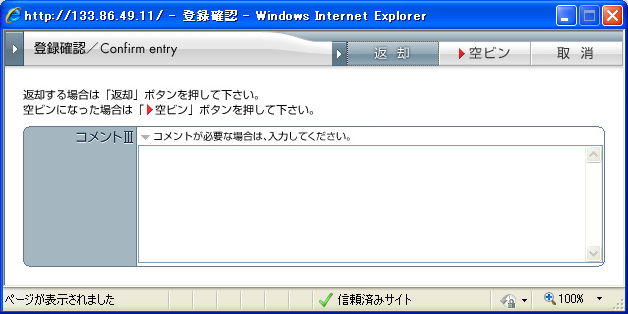 http://133.86.49.11/ - 登録確認 - Windows Internet Explorer
登録確認／Confirm entry
返 却
▶空ビン
取 消
返却する場合は「返却」ボタンを押して下さい。
空ビンになった場合は「▶空ビン」ボタンを押して下さい。
コメントⅢ
コメントが必要な場合は、入力してください。
ページが表示されました
信頼済みサイト
100%